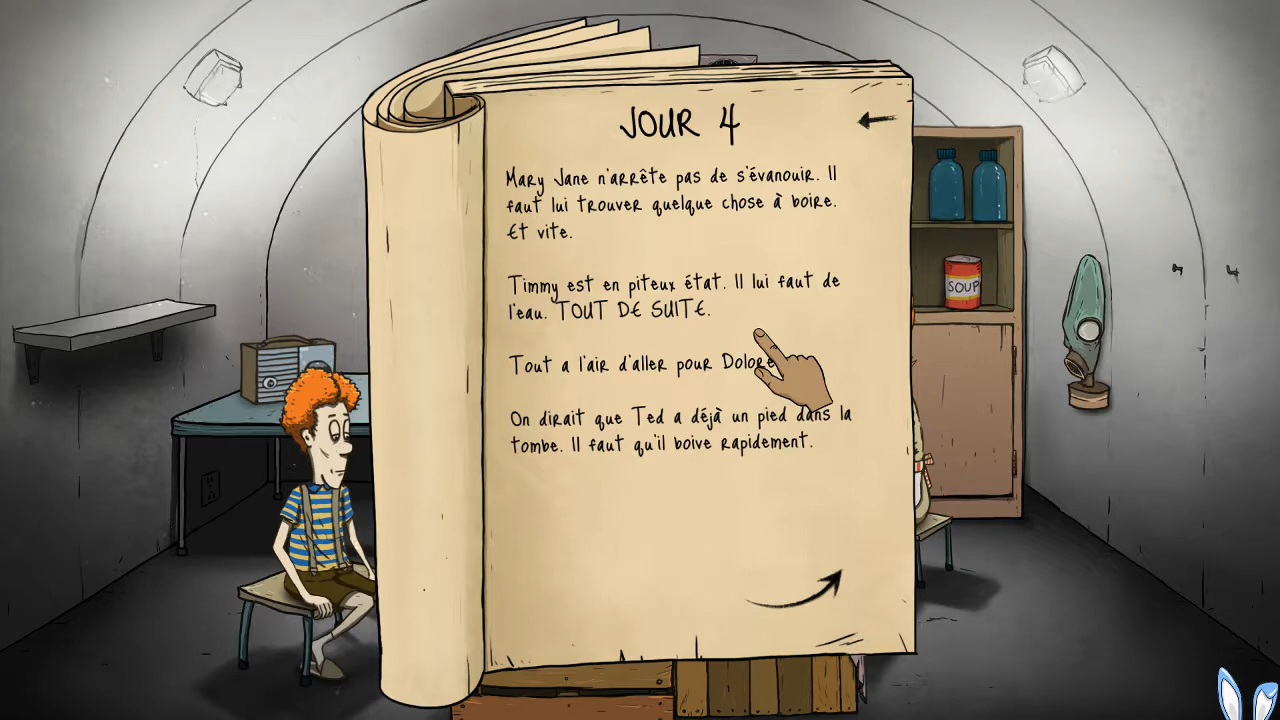 JOUR 4
Mary Jane n'arrête pas de s'évanouir. Il
faut lui trouver quelque chose à boire.
Et vite.
Timmy est en piteux état. Il lui faut de
l'eau. TOUT DE SUITE.
Tout a l'air d'aller pour
On dirait que Ted a déjà un pied dans la
tombe. Il faut qu'il boive rapidement.
SOUP